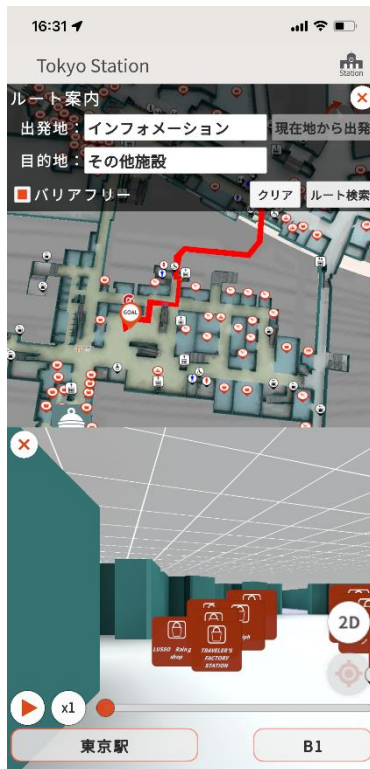 16:31
Tokyo Station
Station
ルート案内
出発地：インフォメーション 現在地から出発
目的地：その他施設
バリアフリー クリア ルート検索
GOAL
2D
LUSSO Rning shop
TRAVELER'S FACTORY STATION
x1
東京駅 B1